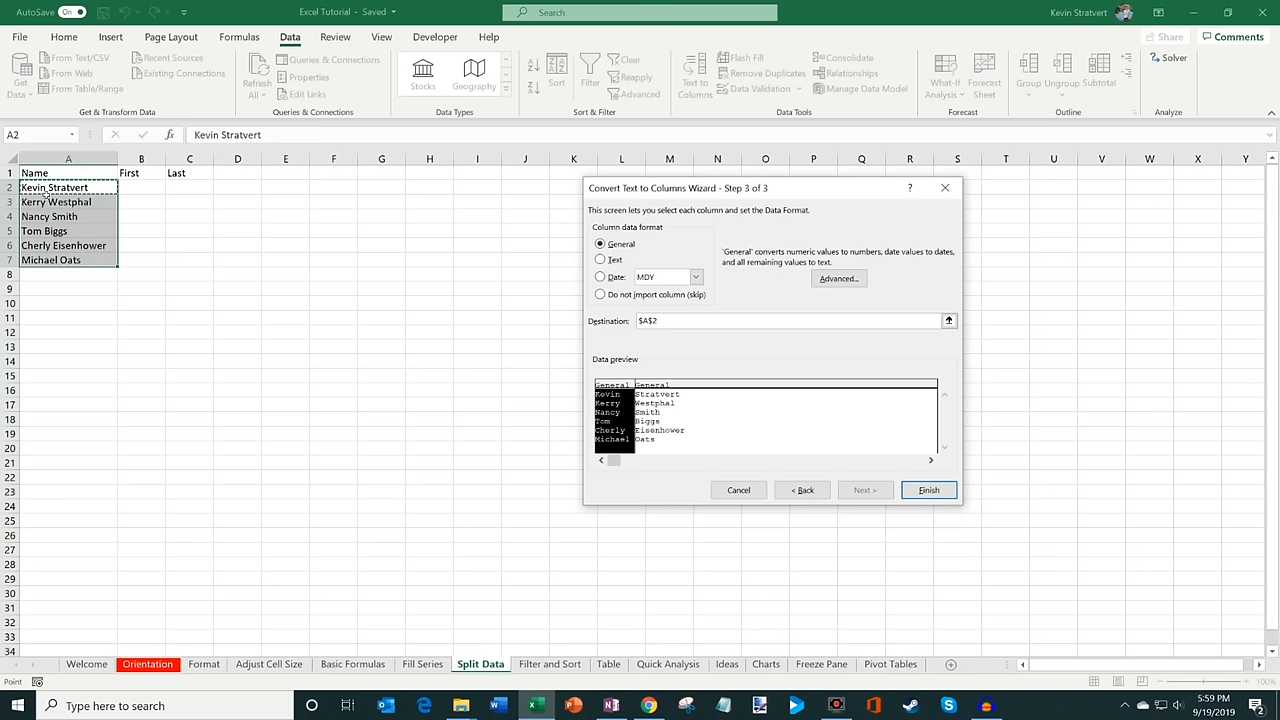 AutoSave On Excel Tutorial - Saved Search Kevin Stratvert
File Home Insert Page Layout Formulas Data Review View Developer Help Share Comments
Get Data From Text/CSV From Web From Table/Range Recent Sources Existing Connections
Refresh All Queries & Connections Properties Edit Links
Stocks Geography
Sort Filter Clear Reapply Advanced
Text to Columns Flash Fill Remove Duplicates Data Validation Consolidate Relationships Manage Data Model
What-If Analysis Forecast Sheet
Group Ungroup Subtotal
Solver
Get & Transform Data Queries & Connections Data Types Sort & Filter Data Tools Forecast Outline Analyze
A2 fx Kevin Stratvert
A B C D E F G H I J K L M N O P Q R S T U V W X Y
1 Name First Last
2 Kevin Stratvert
3 Kerry Westphal
4 Nancy Smith
5 Tom Biggs
6 Cherly Eisenhower
7 Michael Oats
8
9
10
11
12
13
14
15
16
17
18
19
20
21
22
23
24
25
26
27
28
29
30
31
32
33
34
Convert Text to Columns Wizard - Step 3 of 3 ?
This screen lets you select each column and set the Data Format.
Column data format
General
Text
Date: MDY
Do not import column (skip)
'General' converts numeric values to numbers, date values to dates,
and all remaining values to text.
Advanced...
Destination: $A$2
Data preview
General General
Kevin Stratvert
Kerry Westphal
Nancy Smith
Tom Biggs
Cherly Eisenhower
Michael Oats
Cancel < Back Next > Finish
Welcome Orientation Format Adjust Cell Size Basic Formulas Fill Series Split Data Filter and Sort Table Quick Analysis Ideas Charts Freeze Pane Pivot Tables
Point 100%
Type here to search 5:59 PM
9/19/2019